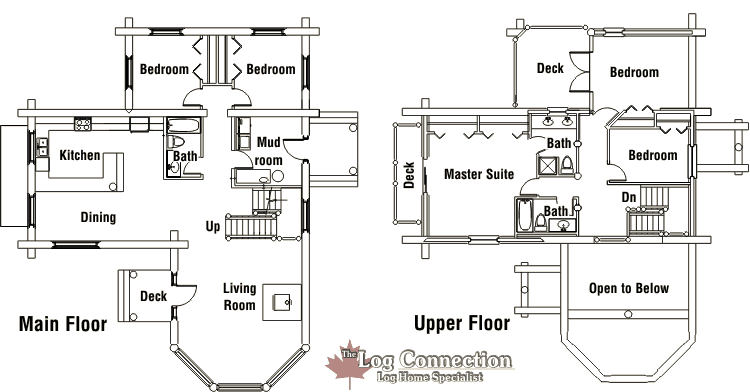 Bedroom
Bedroom
Kitchen
Bath
Mud
room
Dining
Up
Deck
Living
Room
Main Floor
Deck
Bedroom
Bath
Bedroom
Deck
Master Suite
Bath
Dn
Open to Below
Upper Floor
The Log Connection
Log Home Specialist